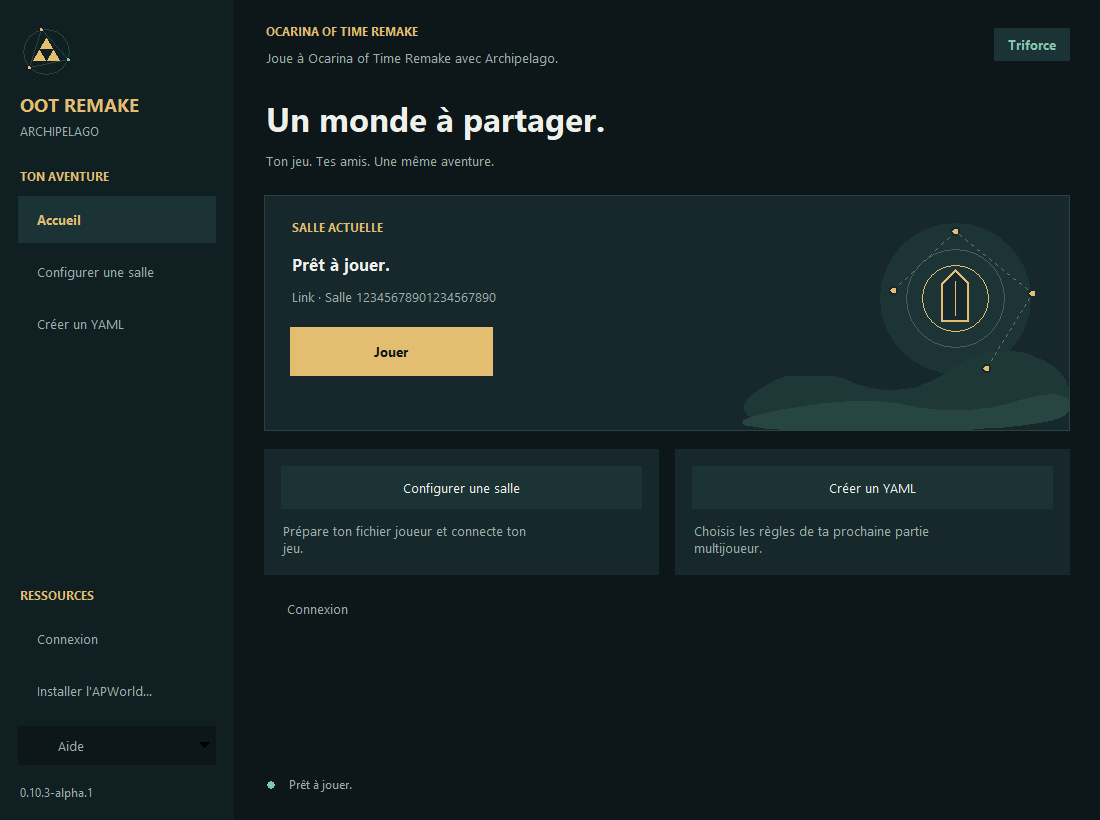 OOT REMAKE
ARCHIPELAGO
TON AVENTURE
Accueil
Configurer une salle
Créer un YAML
RESSOURCES
Connexion
Installer l'APWorld...
Aide
0.10.3-alpha.1
OCARINA OF TIME REMAKE
Joue à Ocarina of Time Remake avec Archipelago.
Triforce
Un monde à partager.
Ton jeu. Tes amis. Une même aventure.
SALLE ACTUELLE
Prêt à jouer.
Link · Salle 12345678901234567890
Jouer
Configurer une salle
Prépare ton fichier joueur et connecte ton
jeu.
Créer un YAML
Choisis les règles de ta prochaine partie
multijoueur.
Connexion
Prêt à jouer.